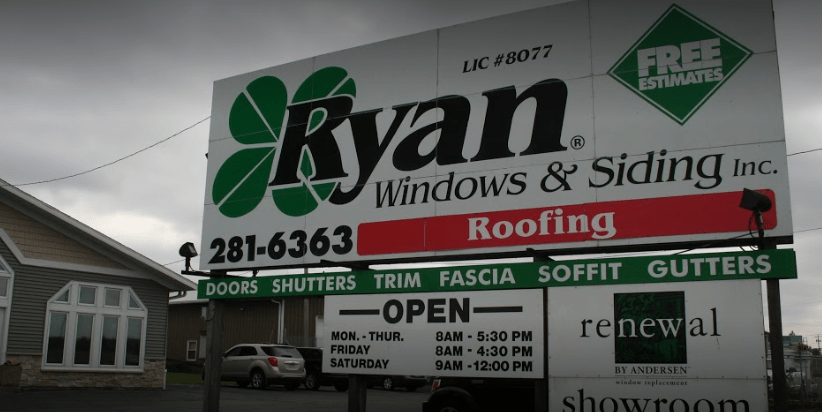 LIC #8077
FREE
ESTIMATES
Ryan®
Windows & Siding Inc.
281-6363
Roofing
DOORS SHUTTERS TRIM FASCIA SOFFIT GUTTERS
OPEN
MON. - THUR. 8AM - 5:30 PM
FRIDAY 8AM - 4:30 PM
SATURDAY 9AM -12:00 PM
renewal
BY ANDERSEN
window replacement
showroom